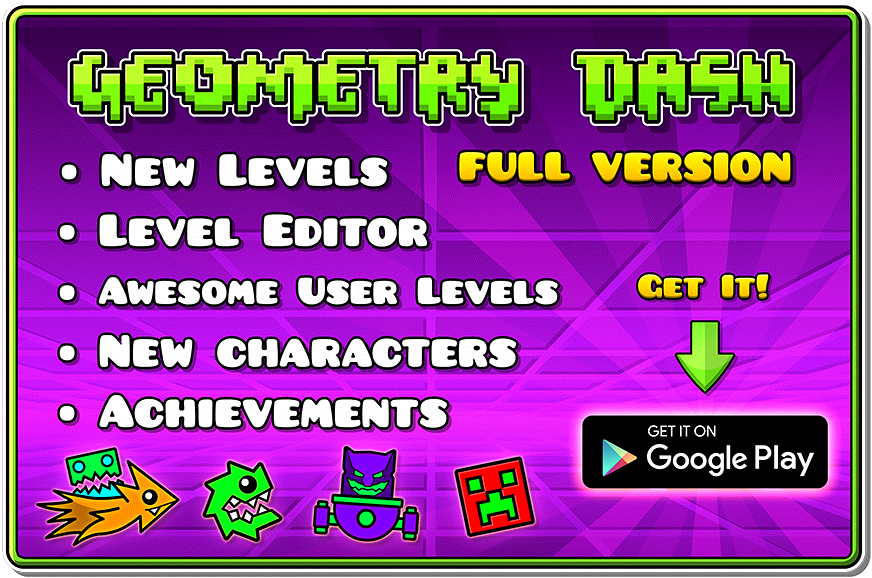 GEOMETRY DASH
• NEW LEVELS
FULL VERSION
• LEVEL EDITOR
• AWESOME USER LEVELS
GET IT!
• NEW CHARACTERS
• ACHIEVEMENTS
GET IT ON
Google Play